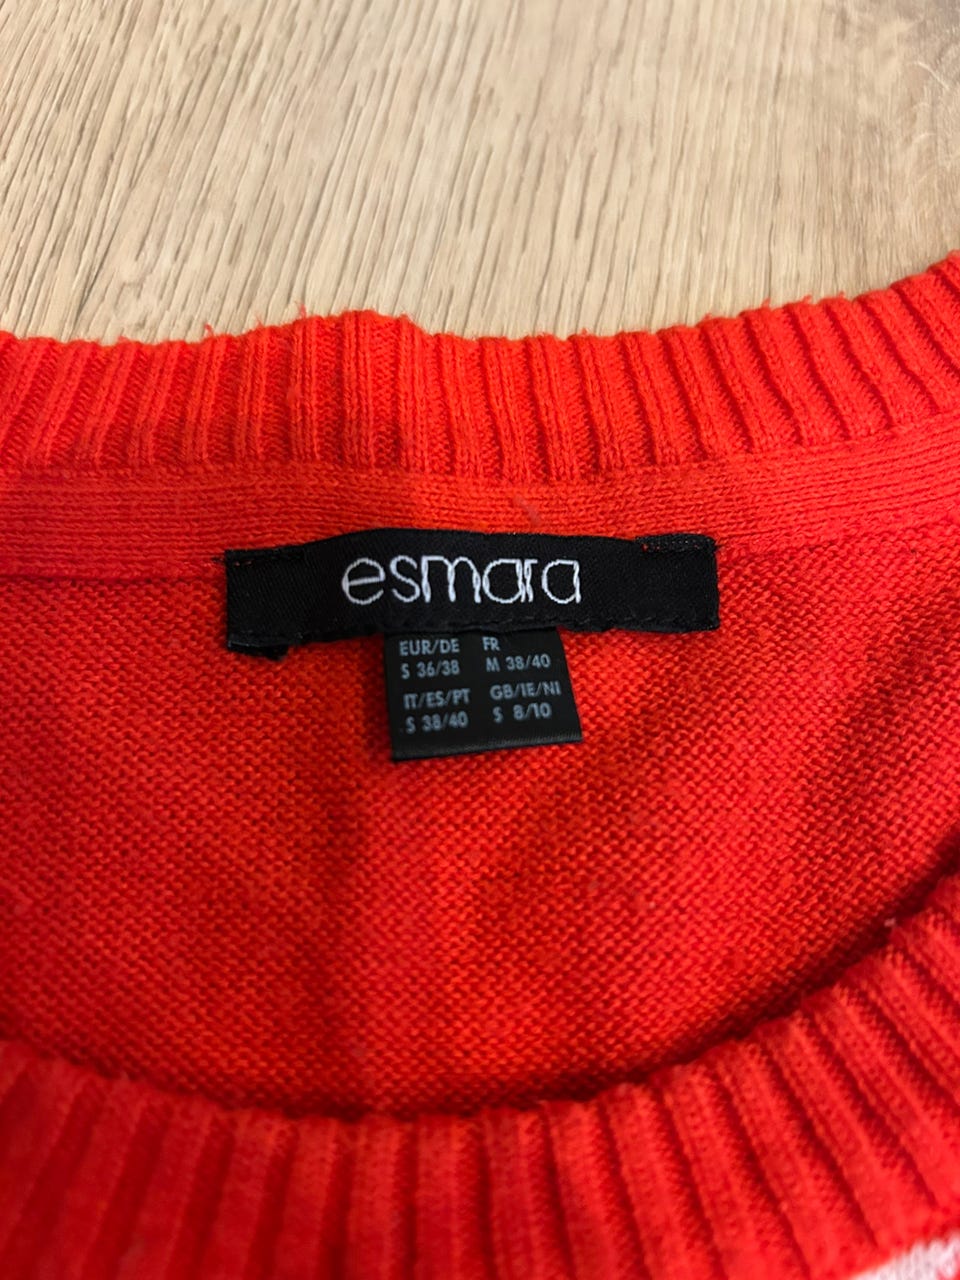 esmara
EUR/DE FR
S 36/38 M 38/40
IT/ES/PT GB/IE/NI
S 38/40 S 8/10